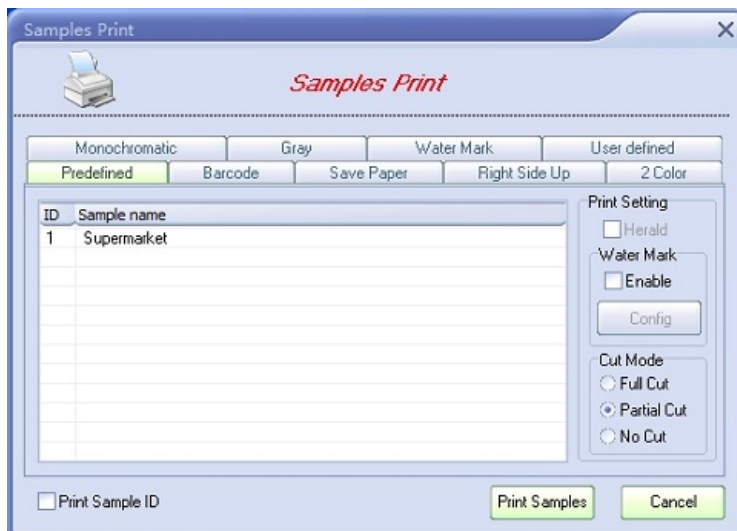 Samples Print
Samples Print
Monochromatic Gray Water Mark User defined
Predefined Barcode Save Paper Right Side Up 2 Color
ID Sample name
1 Supermarket
Print Setting
Herald
Water Mark
Enable
Config
Cut Mode
Full Cut
Partial Cut
No Cut
Print Sample ID
Print Samples
Cancel